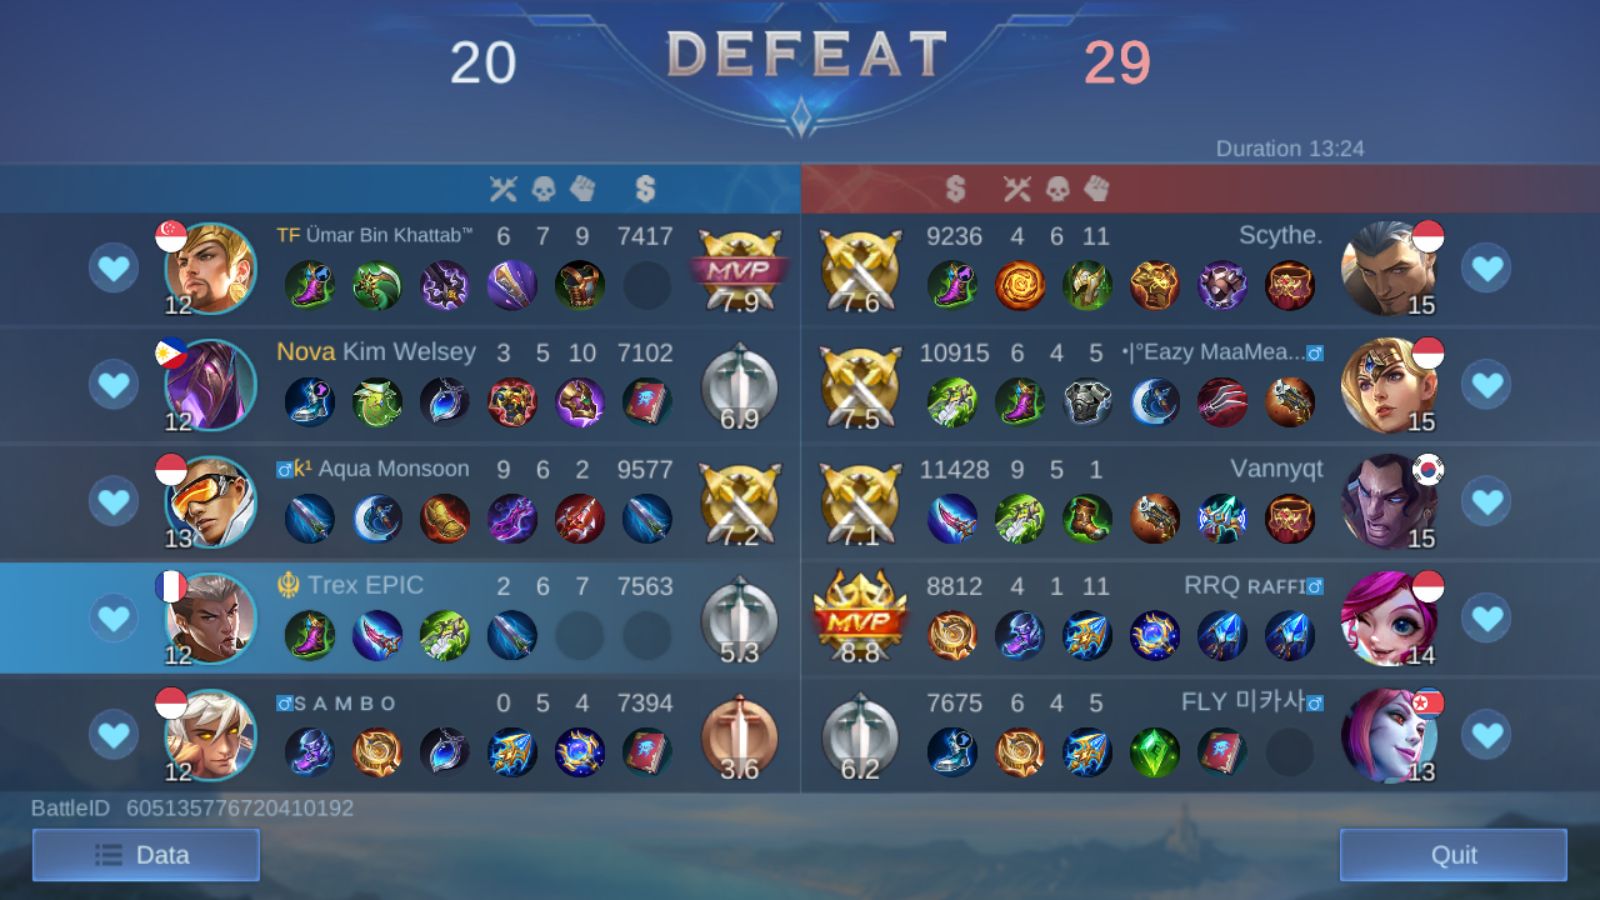 20 DEFEAT 29
Duration 13:24
TF Ümar Bin Khattab™ 6 7 9 7417 MVP 7.9
7.6 9236 4 6 11 Scythe.
12
15
Nova Kim Welsey 3 5 10 7102 6.9
7.5 10915 6 4 5 •|°Eazy MaaMea...♂
12
15
♂ƙ¹ Aqua Monsoon 9 6 2 9577 7.2
7.1 11428 9 5 1 Vannyqt
13
15
Trex EPIC 2 6 7 7563 5.3
MVP 8.8 8812 4 1 11 RRQ ʀᴀғғɪ♂
12
14
♂S A M B O 0 5 4 7394 3.6
6.2 7675 6 4 5 FLY 미카사♂
12
13
BattleID 605135776720410192
Data
Quit